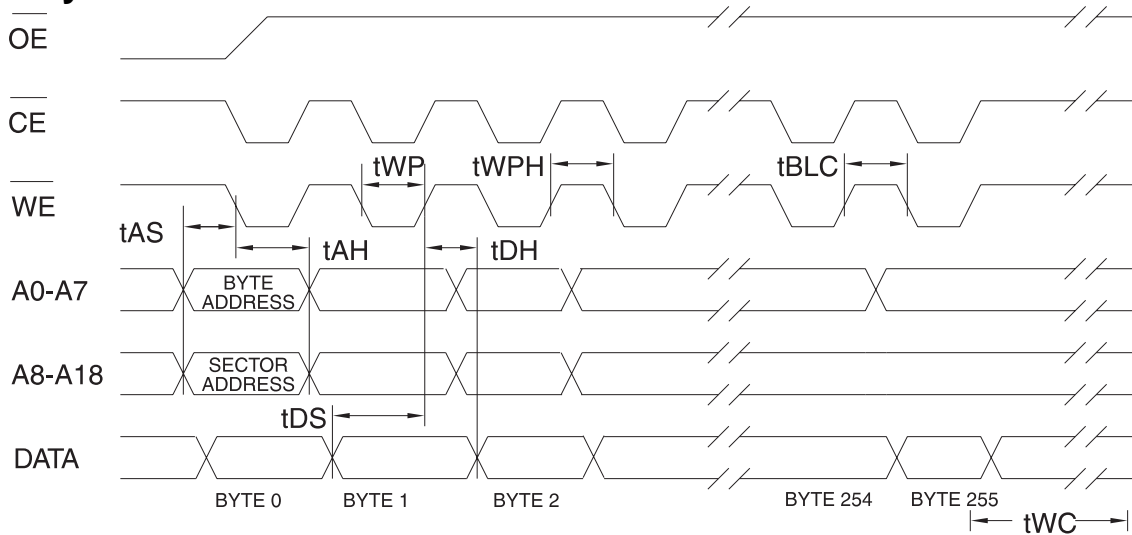 OE
CE
tWP tWPH tBLC
WE
tAS
tAH tDH
A0-A7 BYTE
ADDRESS
A8-A18 SECTOR
ADDRESS
tDS
DATA
BYTE 0 BYTE 1 BYTE 2 BYTE 254 BYTE 255
tWC